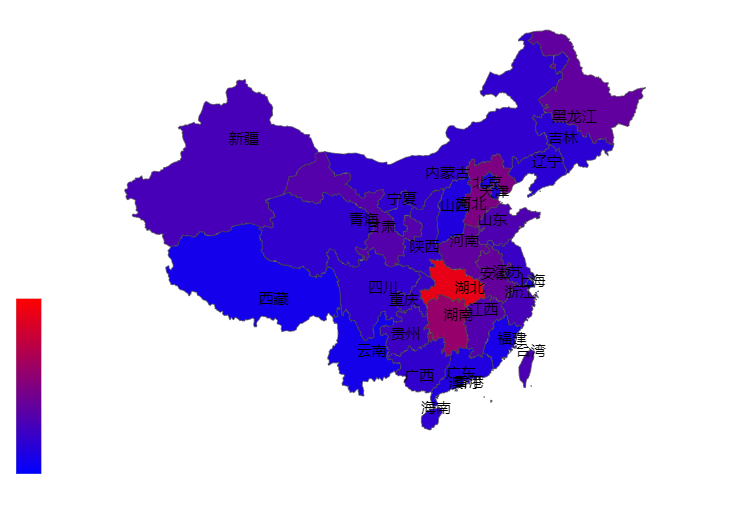 黑龙江
新疆
吉林
辽宁
内蒙古
北京
天津
宁夏
山西
河北
青海
山东
甘肃
河南
陕西
安徽
江苏
上海
四川
湖北
浙江
西藏
重庆
江西
湖南
贵州
福建
云南
台湾
广西
广东
香港
澳门
海南